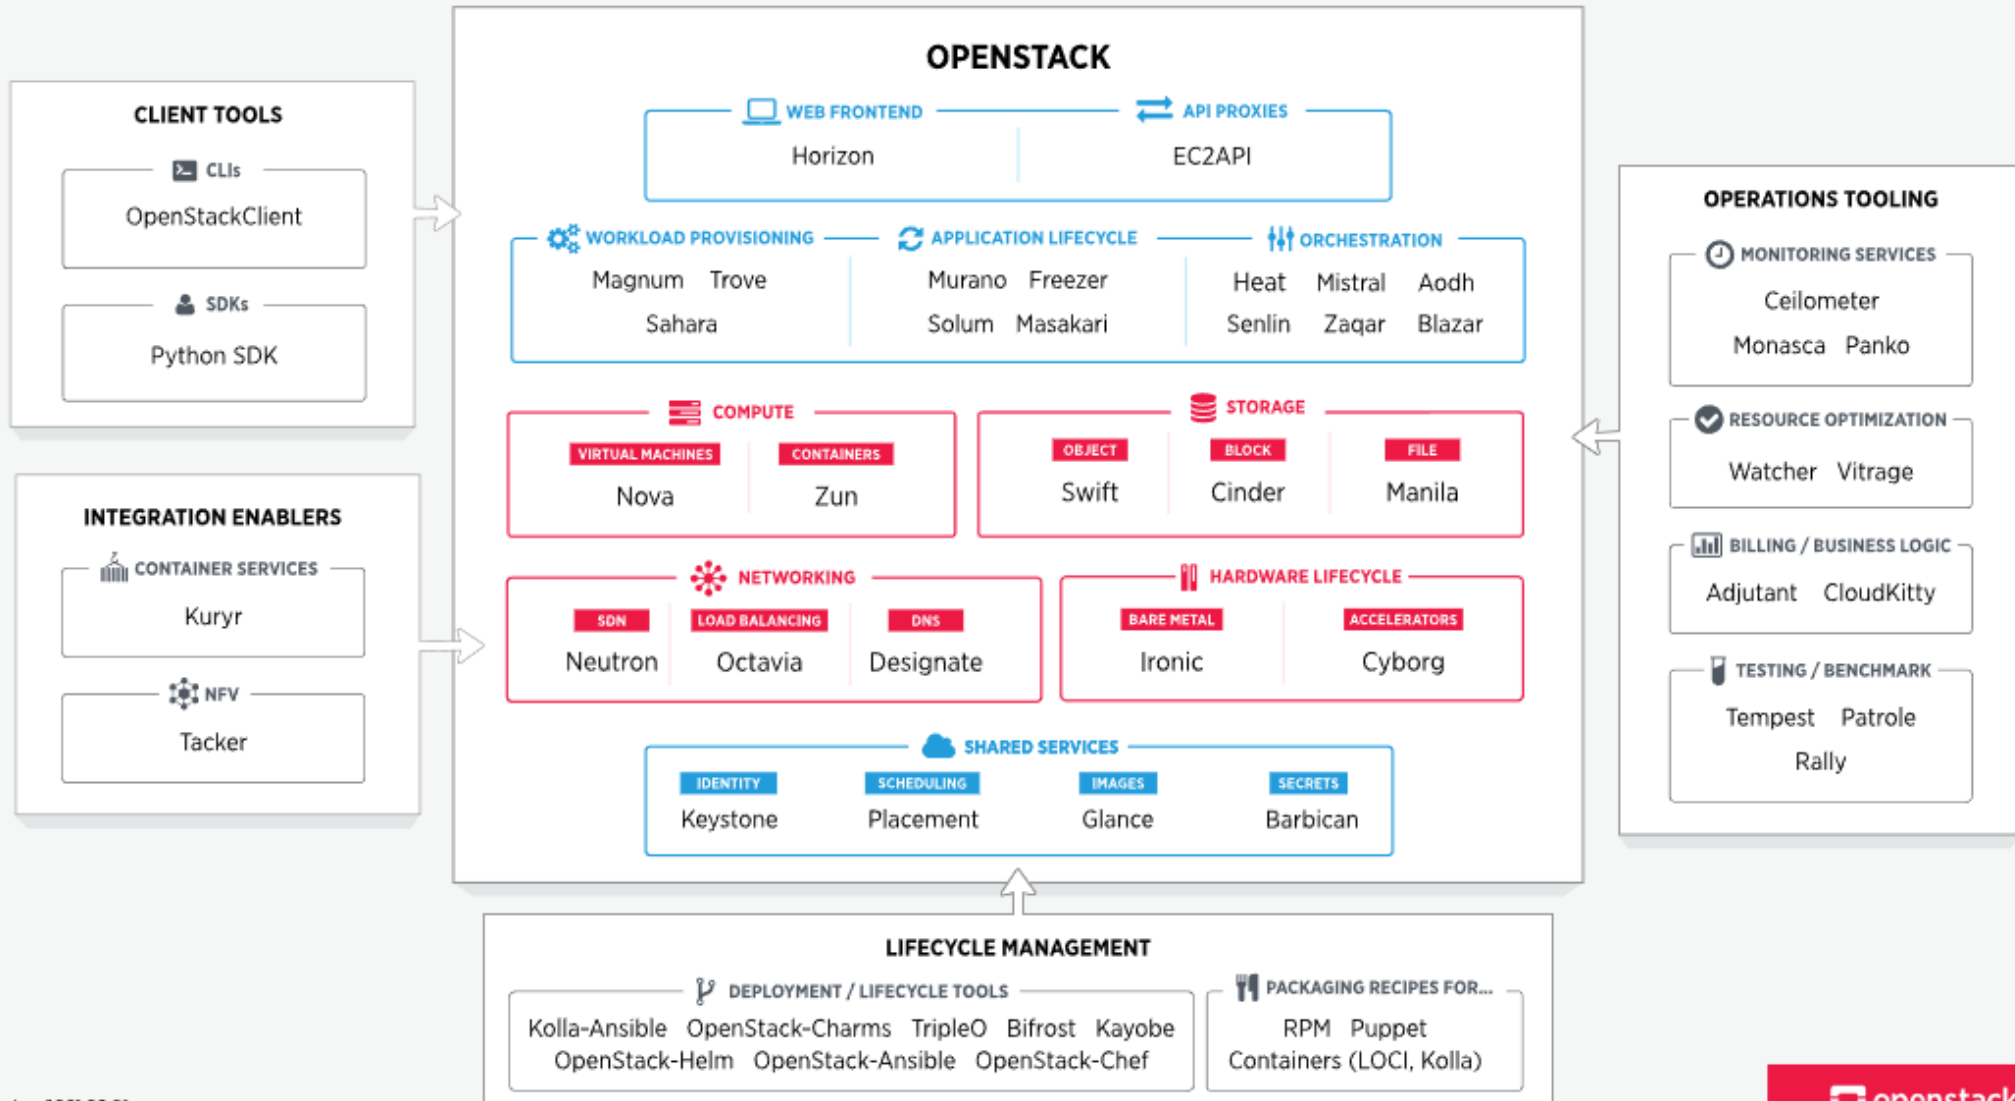 OPENSTACK
WEB FRONTEND
Horizon
API PROXIES
EC2API
WORKLOAD PROVISIONING
Magnum Trove
Sahara
APPLICATION LIFECYCLE
Murano Freezer
Solum Masakari
ORCHESTRATION
Heat Mistral Aodh
Senlin Zaqar Blazar
COMPUTE
VIRTUAL MACHINES
Nova
CONTAINERS
Zun
STORAGE
OBJECT
Swift
BLOCK
Cinder
FILE
Manila
NETWORKING
SDN
Neutron
LOAD BALANCING
Octavia
DNS
Designate
HARDWARE LIFECYCLE
BARE METAL
Ironic
ACCELERATORS
Cyborg
SHARED SERVICES
IDENTITY
Keystone
SCHEDULING
Placement
IMAGES
Glance
SECRETS
Barbican
CLIENT TOOLS
CLIs
OpenStackClient
SDKs
Python SDK
INTEGRATION ENABLERS
CONTAINER SERVICES
Kuryr
NFV
Tacker
OPERATIONS TOOLING
MONITORING SERVICES
Ceilometer
Monasca Panko
RESOURCE OPTIMIZATION
Watcher Vitrage
BILLING / BUSINESS LOGIC
Adjutant CloudKitty
TESTING / BENCHMARK
Tempest Patrole
Rally
LIFECYCLE MANAGEMENT
DEPLOYMENT / LIFECYCLE TOOLS
Kolla-Ansible OpenStack-Charms TripleO Bifrost Kayobe
OpenStack-Helm OpenStack-Ansible OpenStack-Chef
PACKAGING RECIPES FOR...
RPM Puppet
Containers (LOCI, Kolla)
openstack